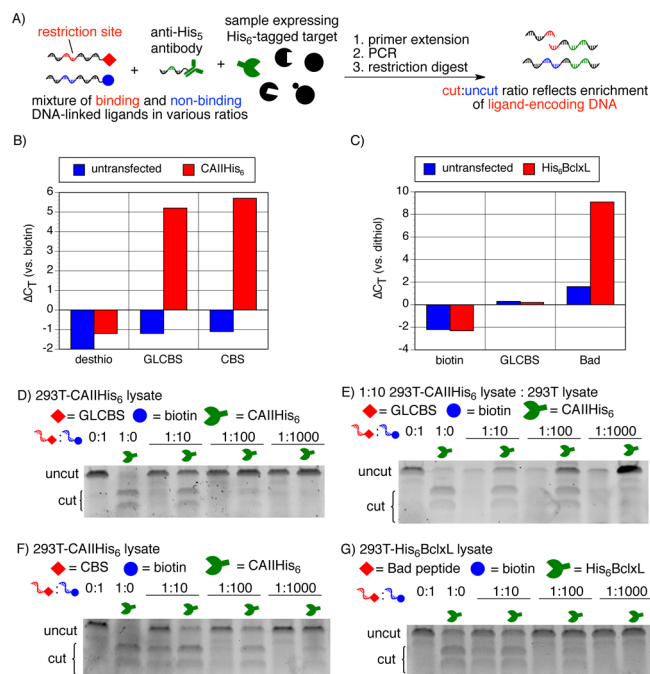 A)
restriction site
anti-His5
antibody
sample expressing
His6-tagged target
1. primer extension
2. PCR
3. restriction digest
+
+
mixture of binding and non-binding
DNA-linked ligands in various ratios
cut:uncut ratio reflects enrichment
of ligand-encoding DNA
B)
untransfected CAIIHis6
ΔCT (vs. biotin)
6
5
4
3
2
1
0
-1
-2
desthio GLCBS CBS
C)
untransfected His6BclxL
ΔCT (vs. dithiol)
10
8
6
4
2
0
-2
-4
biotin GLCBS Bad
D) 293T-CAIIHis6 lysate
= GLCBS = biotin = CAIIHis6
: 0:1 1:0 1:10 1:100 1:1000
uncut
cut
E) 1:10 293T-CAIIHis6 lysate : 293T lysate
= GLCBS = biotin = CAIIHis6
: 0:1 1:0 1:10 1:100 1:1000
uncut
cut
F) 293T-CAIIHis6 lysate
= CBS = biotin = CAIIHis6
: 0:1 1:0 1:10 1:100 1:1000
uncut
cut
G) 293T-His6BclxL lysate
= Bad peptide = biotin = His6BclxL
: 0:1 1:0 1:10 1:100 1:1000
uncut
cut